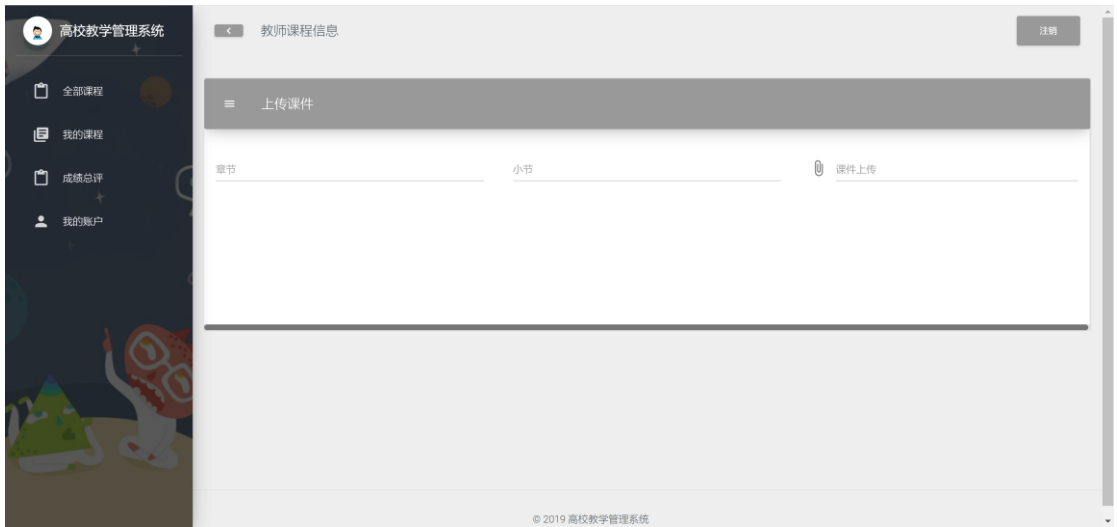 高校教学管理系统
教师课程信息
注销
全部课程
上传课件
我的课程
章节
小节
课件上传
成绩总评
我的账户
© 2019 高校教学管理系统